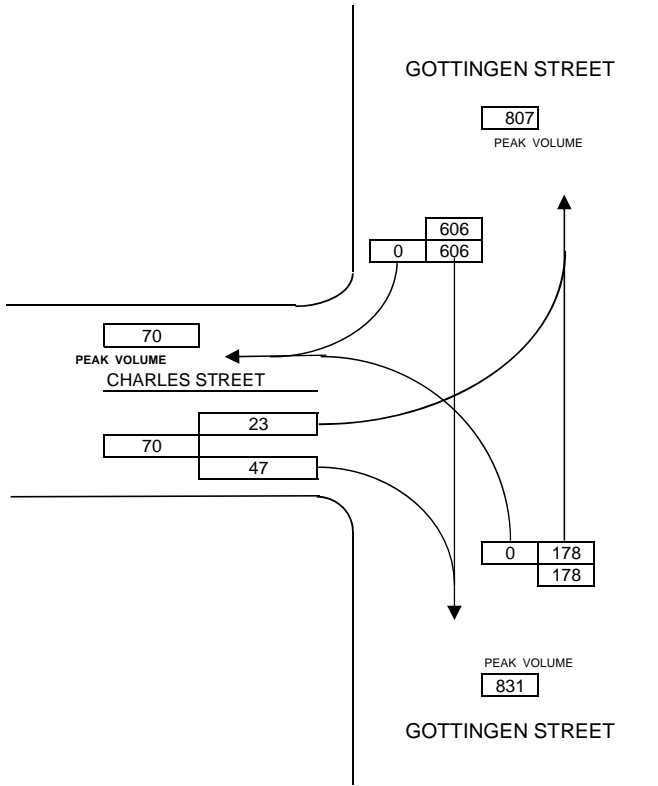 GOTTINGEN STREET
807
PEAK VOLUME
606
0 606
70
PEAK VOLUME
CHARLES STREET
23
70
47
0 178
178
PEAK VOLUME
831
GOTTINGEN STREET